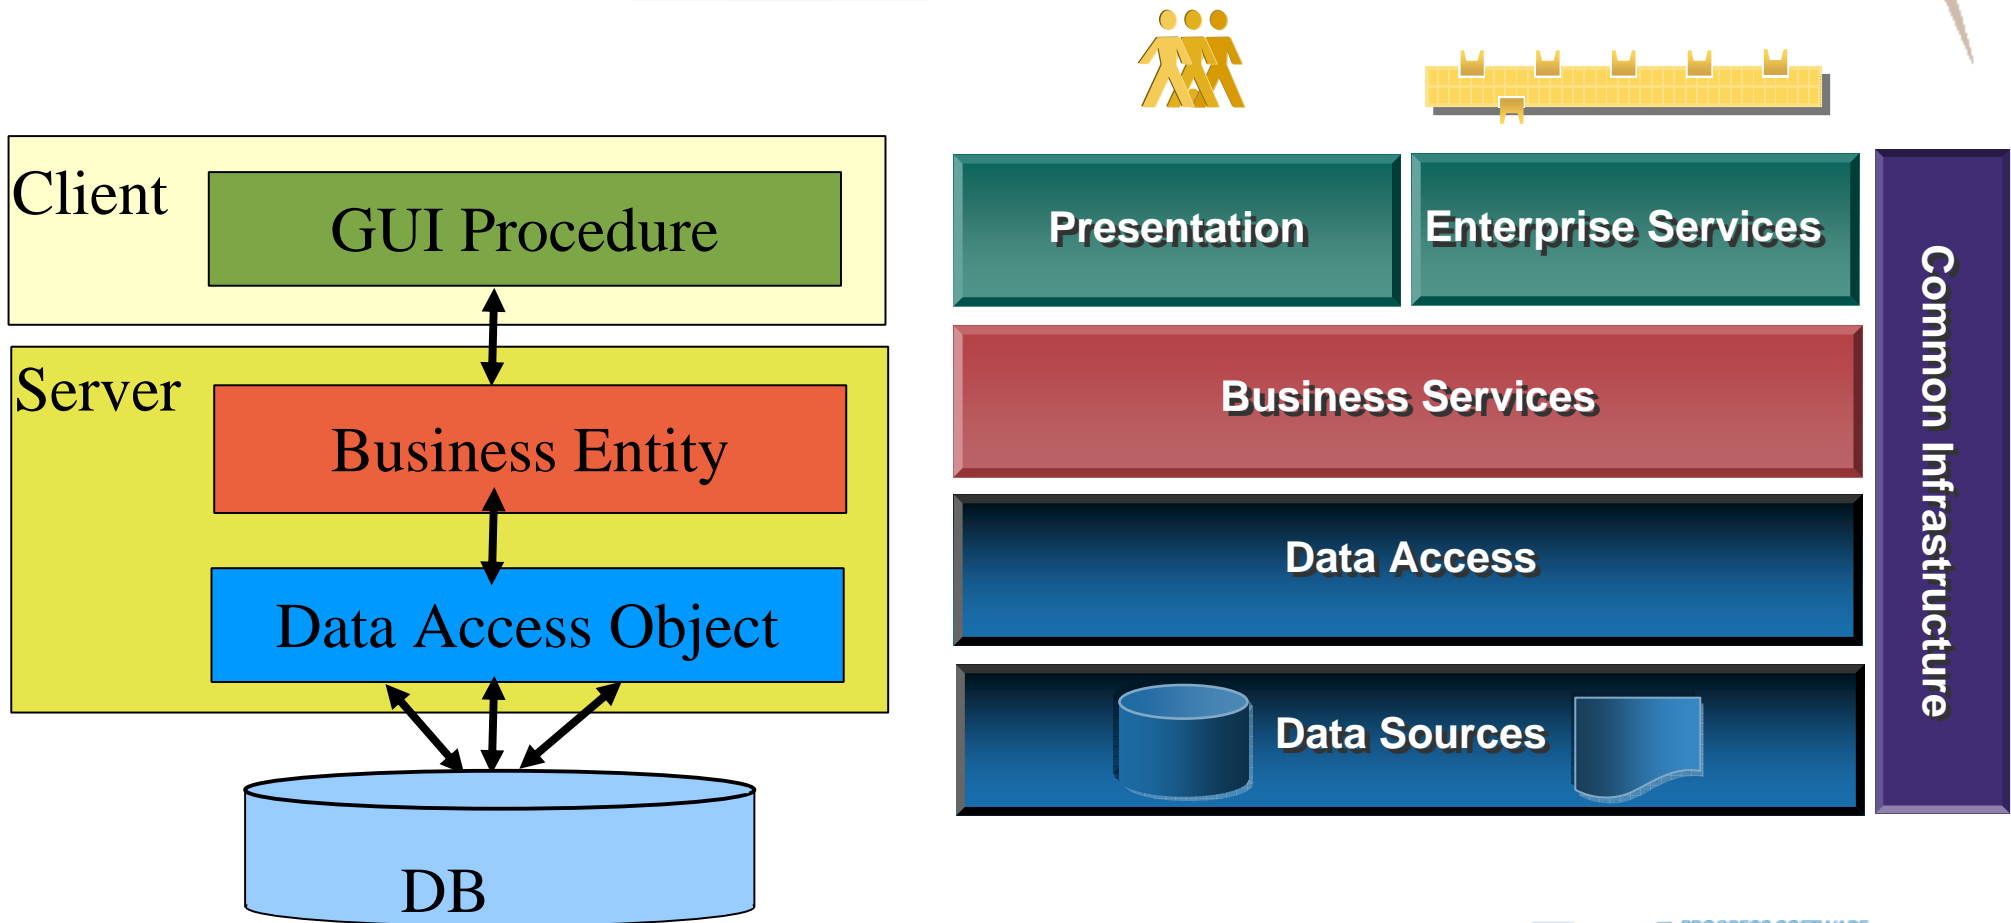 Client
GUI Procedure
Server
Business Entity
Data Access Object
DB
Presentation
Enterprise Services
Business Services
Data Access
Data Sources
Common Infrastructure